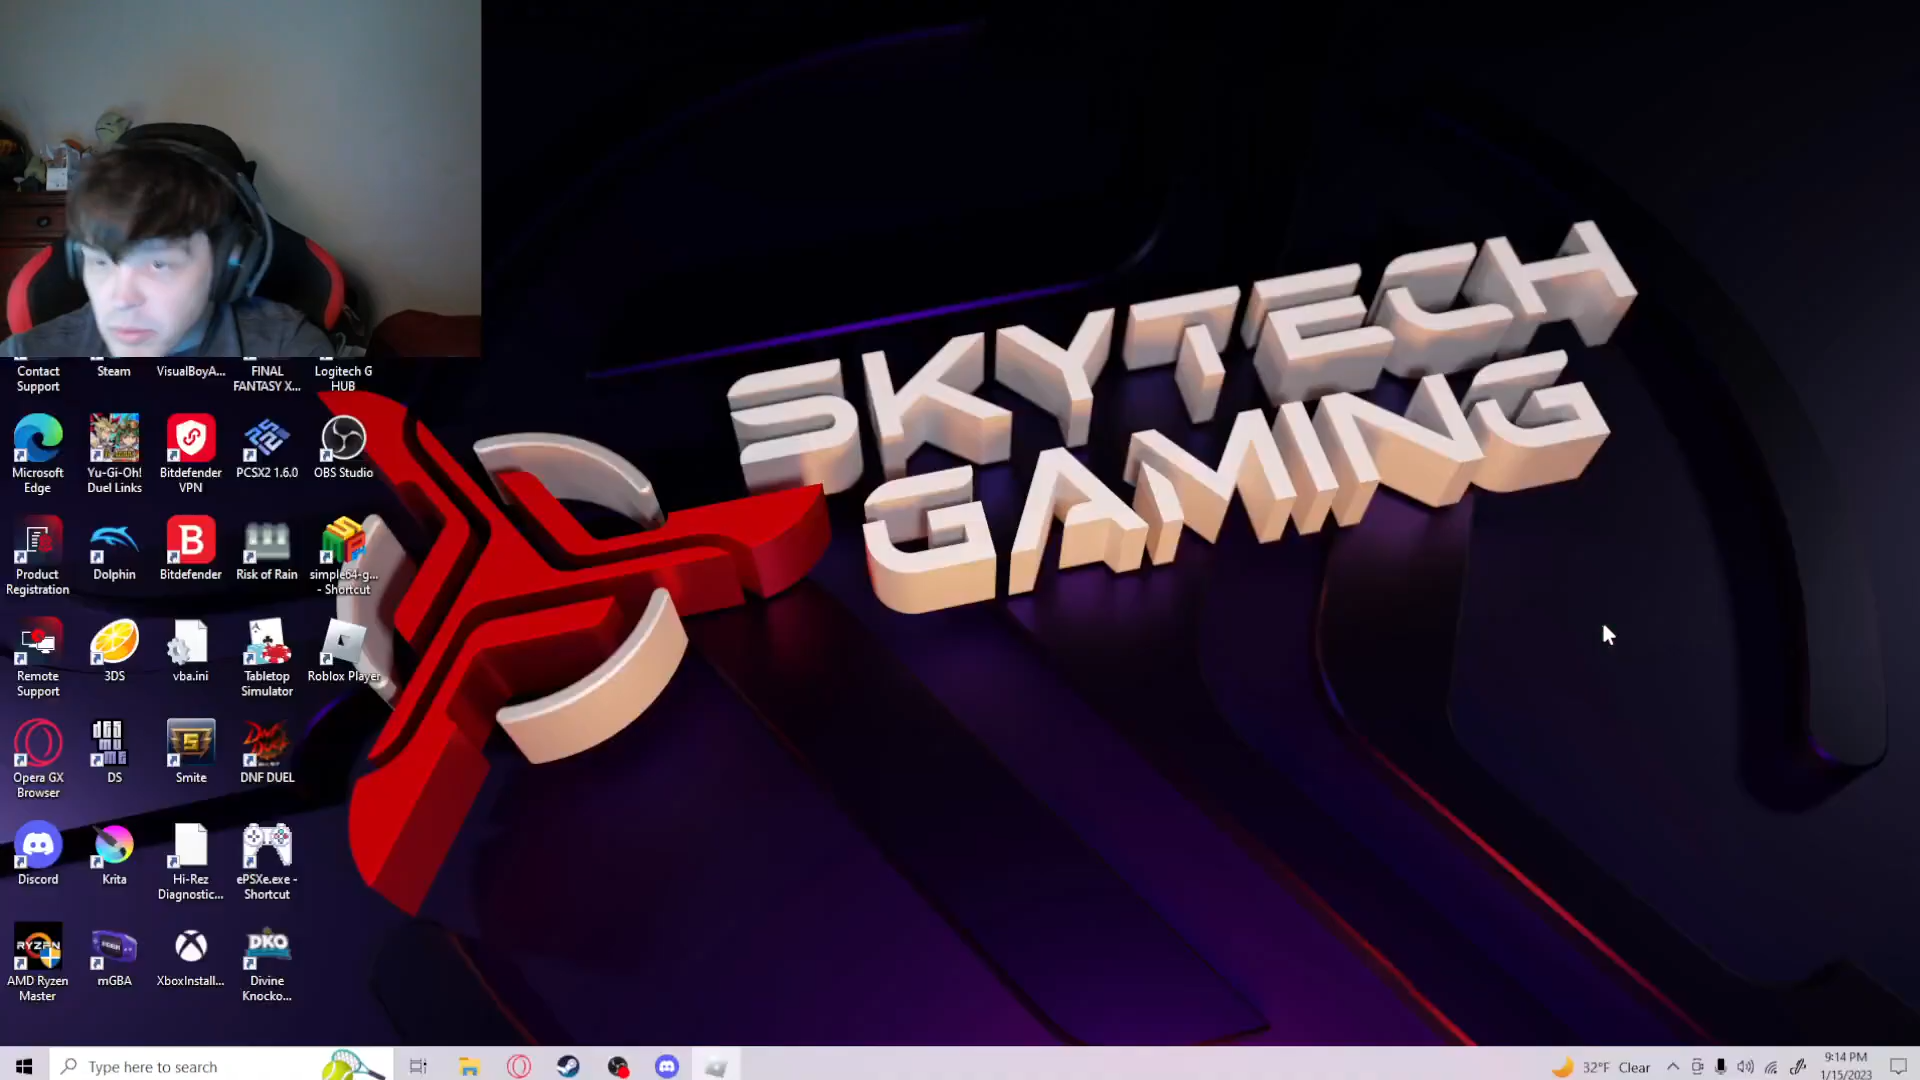 SKYTECH
GAMING
Contact
Support
Steam
VisualBoyA...
FINAL
FANTASY X...
Logitech G
HUB
Microsoft
Edge
Yu-Gi-Oh!
Duel Links
Bitdefender
VPN
PCSX2 1.6.0
OBS Studio
Product
Registration
Dolphin
Bitdefender
Risk of Rain
simple64-g...
- Shortcut
Remote
Support
3DS
vba.ini
Tabletop
Simulator
Roblox Player
Opera GX
Browser
DS
Smite
DNF DUEL
Discord
Krita
Hi-Rez
Diagnostic...
ePSXe.exe -
Shortcut
RYZEN
AMD Ryzen
Master
mGBA
XboxInstall...
DKO
Divine
Knocko...
Type here to search
32°F Clear
9:14 PM
1/15/2023